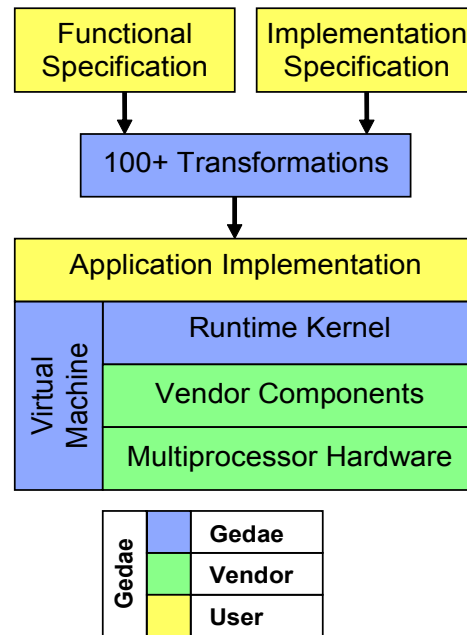 Functional
Specification
Implementation
Specification
100+ Transformations
Application Implementation
Virtual
Machine
Runtime Kernel
Vendor Components
Multiprocessor Hardware
Gedae
Gedae
Vendor
User